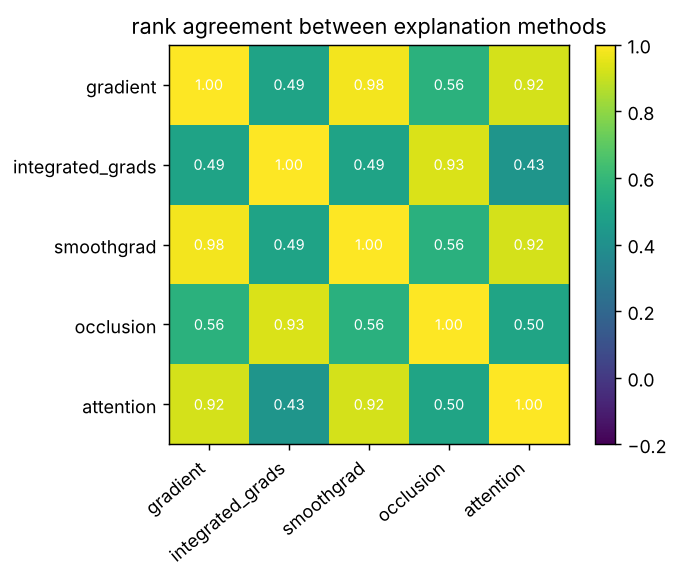 rank agreement between explanation methods
gradient 1.00 0.49 0.98 0.56 0.92
integrated_grads 0.49 1.00 0.49 0.93 0.43
smoothgrad 0.98 0.49 1.00 0.56 0.92
occlusion 0.56 0.93 0.56 1.00 0.50
attention 0.92 0.43 0.92 0.50 1.00
gradient integrated_grads smoothgrad occlusion attention
1.0
0.8
0.6
0.4
0.2
0.0
−0.2